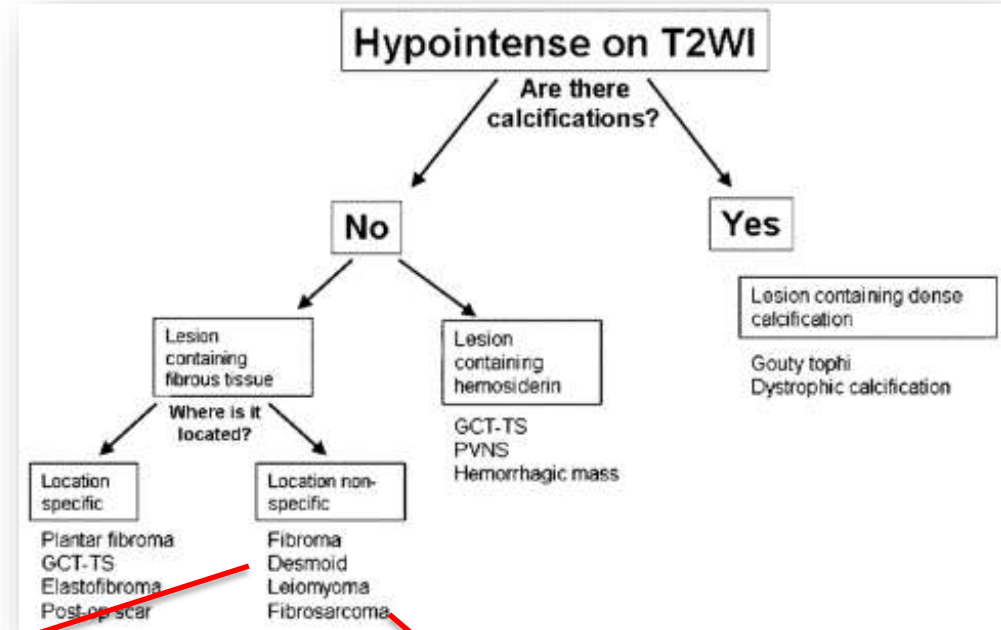 Hypointense on T2WI
Are there
calcifications?
No
Yes
Lesion
containing
fibrous tissue
Where is it
located?
Location
specific
Plantar fibroma
GCT-TS
Elastofibroma
Post-op scar
Location non-
specific
Fibroma
Desmoid
Leiomyoma
Fibrosarcoma
Lesion
containing
hemosiderin
GCT-TS
PVNS
Hemorrhagic mass
Lesion containing dense
calcification
Gouty tophi
Dystrophic calcification